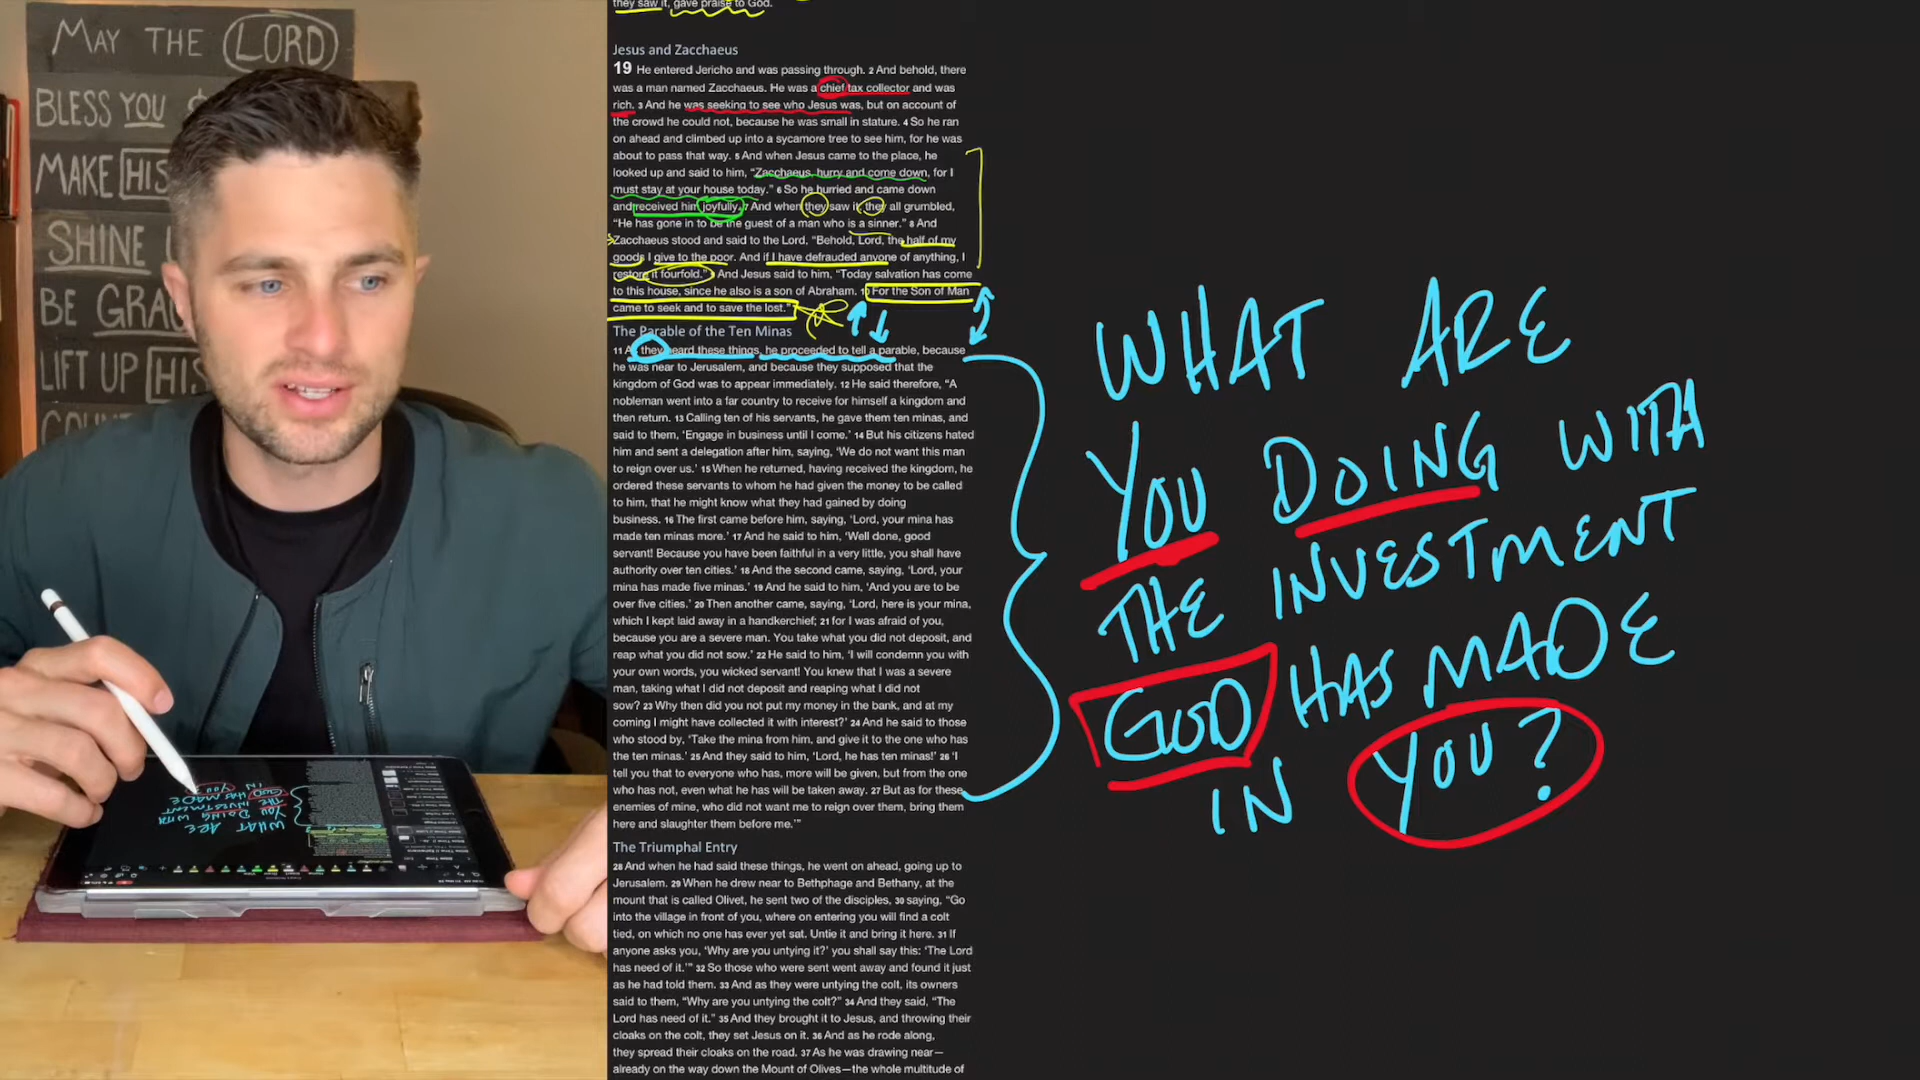 MAY THE LORD
BLESS YOU &
MAKE HIS
SHINE
BE GRA
LIFT UP HIS
they saw it, gave praise to God.
Jesus and Zacchaeus
19 He entered Jericho and was passing through. 2 And behold, there
was a man named Zacchaeus. He was a chief tax collector and was
rich. 3 And he was seeking to see who Jesus was, but on account of
the crowd he could not, because he was small in stature. 4 So he ran
on ahead and climbed up into a sycamore tree to see him, for he was
about to pass that way. 5 And when Jesus came to the place, he
looked up and said to him, “Zacchaeus, hurry and come down, for I
must stay at your house today.” 6 So he hurried and came down
and received him joyfully. 7 And when they saw it, they all grumbled,
“He has gone in to be the guest of a man who is a sinner.” 8 And
Zacchaeus stood and said to the Lord, “Behold, Lord, the half of my
goods I give to the poor. And if I have defrauded anyone of anything, I
restore it fourfold.” 9 And Jesus said to him, “Today salvation has come
to this house, since he also is a son of Abraham. 10 For the Son of Man
came to seek and to save the lost.”
The Parable of the Ten Minas
11 As they heard these things, he proceeded to tell a parable, because
he was near to Jerusalem, and because they supposed that the
kingdom of God was to appear immediately. 12 He said therefore, “A
nobleman went into a far country to receive for himself a kingdom and
then return. 13 Calling ten of his servants, he gave them ten minas, and
said to them, ‘Engage in business until I come.’ 14 But his citizens hated
him and sent a delegation after him, saying, ‘We do not want this man
to reign over us.’ 15 When he returned, having received the kingdom, he
ordered these servants to whom he had given the money to be called
to him, that he might know what they had gained by doing
business. 16 The first came before him, saying, ‘Lord, your mina has
made ten minas more.’ 17 And he said to him, ‘Well done, good
servant! Because you have been faithful in a very little, you shall have
authority over ten cities.’ 18 And the second came, saying, ‘Lord, your
mina has made five minas.’ 19 And he said to him, ‘And you are to be
over five cities.’ 20 Then another came, saying, ‘Lord, here is your mina,
which I kept laid away in a handkerchief; 21 for I was afraid of you,
because you are a severe man. You take what you did not deposit, and
reap what you did not sow.’ 22 He said to him, ‘I will condemn you with
your own words, you wicked servant! You knew that I was a severe
man, taking what I did not deposit and reaping what I did not
sow? 23 Why then did you not put my money in the bank, and at my
coming I might have collected it with interest?’ 24 And he said to those
who stood by, ‘Take the mina from him, and give it to the one who has
the ten minas.’ 25 And they said to him, ‘Lord, he has ten minas!’ 26 ‘I
tell you that to everyone who has, more will be given, but from the one
who has not, even what he has will be taken away. 27 But as for these
enemies of mine, who did not want me to reign over them, bring them
here and slaughter them before me.’”
The Triumphal Entry
28 And when he had said these things, he went on ahead, going up to
Jerusalem. 29 When he drew near to Bethphage and Bethany, at the
mount that is called Olivet, he sent two of the disciples, 30 saying, “Go
into the village in front of you, where on entering you will find a colt
tied, on which no one has ever yet sat. Untie it and bring it here. 31 If
anyone asks you, ‘Why are you untying it?’ you shall say this: ‘The Lord
has need of it.’” 32 So those who were sent went away and found it just
as he had told them. 33 And as they were untying the colt, its owners
said to them, “Why are you untying the colt?” 34 And they said, “The
Lord has need of it.” 35 And they brought it to Jesus, and throwing their
cloaks on the colt, they set Jesus on it. 36 And as he rode along,
they spread their cloaks on the road. 37 As he was drawing near—
already on the way down the Mount of Olives—the whole multitude of
WHAT ARE
YOU DOING WITH
THE INVESTMENT
GOD HAS MADE
IN YOU?